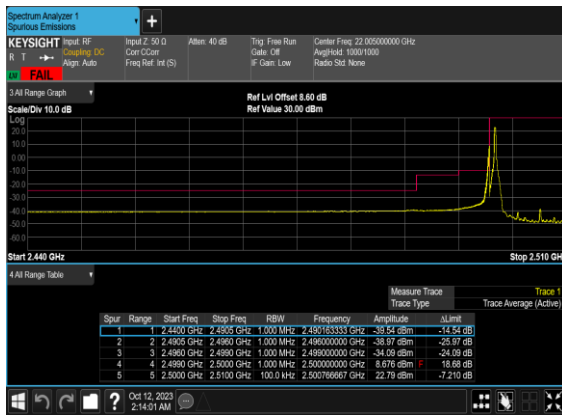 Spectrum Analyzer 1
Spurious Emissions
KEYSIGHT Input: RF Input Z: 50 Ω Atten: 40 dB Trig: Free Run Center Freq: 22.005000000 GHz
R T Coupling: DC Corr CCorr Gate: Off Avg|Hold: 1000/1000
Align: Auto Freq Ref: Int (S) IF Gain: Low Radio Std: None
FAIL
3 All Range Graph
Ref Lvl Offset 8.60 dB
Scale/Div 10.0 dB Ref Value 30.00 dBm
Log
20.0
10.0
0.00
-10.0
-20.0
-30.0
-40.0
-50.0
-60.0
Start 2.440 GHz Stop 2.510 GH
4 All Range Table
Measure Trace Trace 1
Trace Type Trace Average (Active)
Spur Range Start Freq Stop Freq RBW Frequency Amplitude ΔLimit
1 1 2.4400 GHz 2.4905 GHz 1.000 MHz 2.490163333 GHz -39.54 dBm -14.54 dB
2 2 2.4905 GHz 2.4960 GHz 1.000 MHz 2.496000000 GHz -38.97 dBm -25.97 dB
3 3 2.4960 GHz 2.4990 GHz 1.000 MHz 2.499000000 GHz -34.09 dBm -24.09 dB
4 4 2.4990 GHz 2.5000 GHz 1.000 MHz 2.500000000 GHz 8.676 dBm F 18.68 dB
5 5 2.5000 GHz 2.5100 GHz 100.0 kHz 2.500766667 GHz 22.79 dBm -7.210 dB
Oct 12, 2023
2:14:01 AM